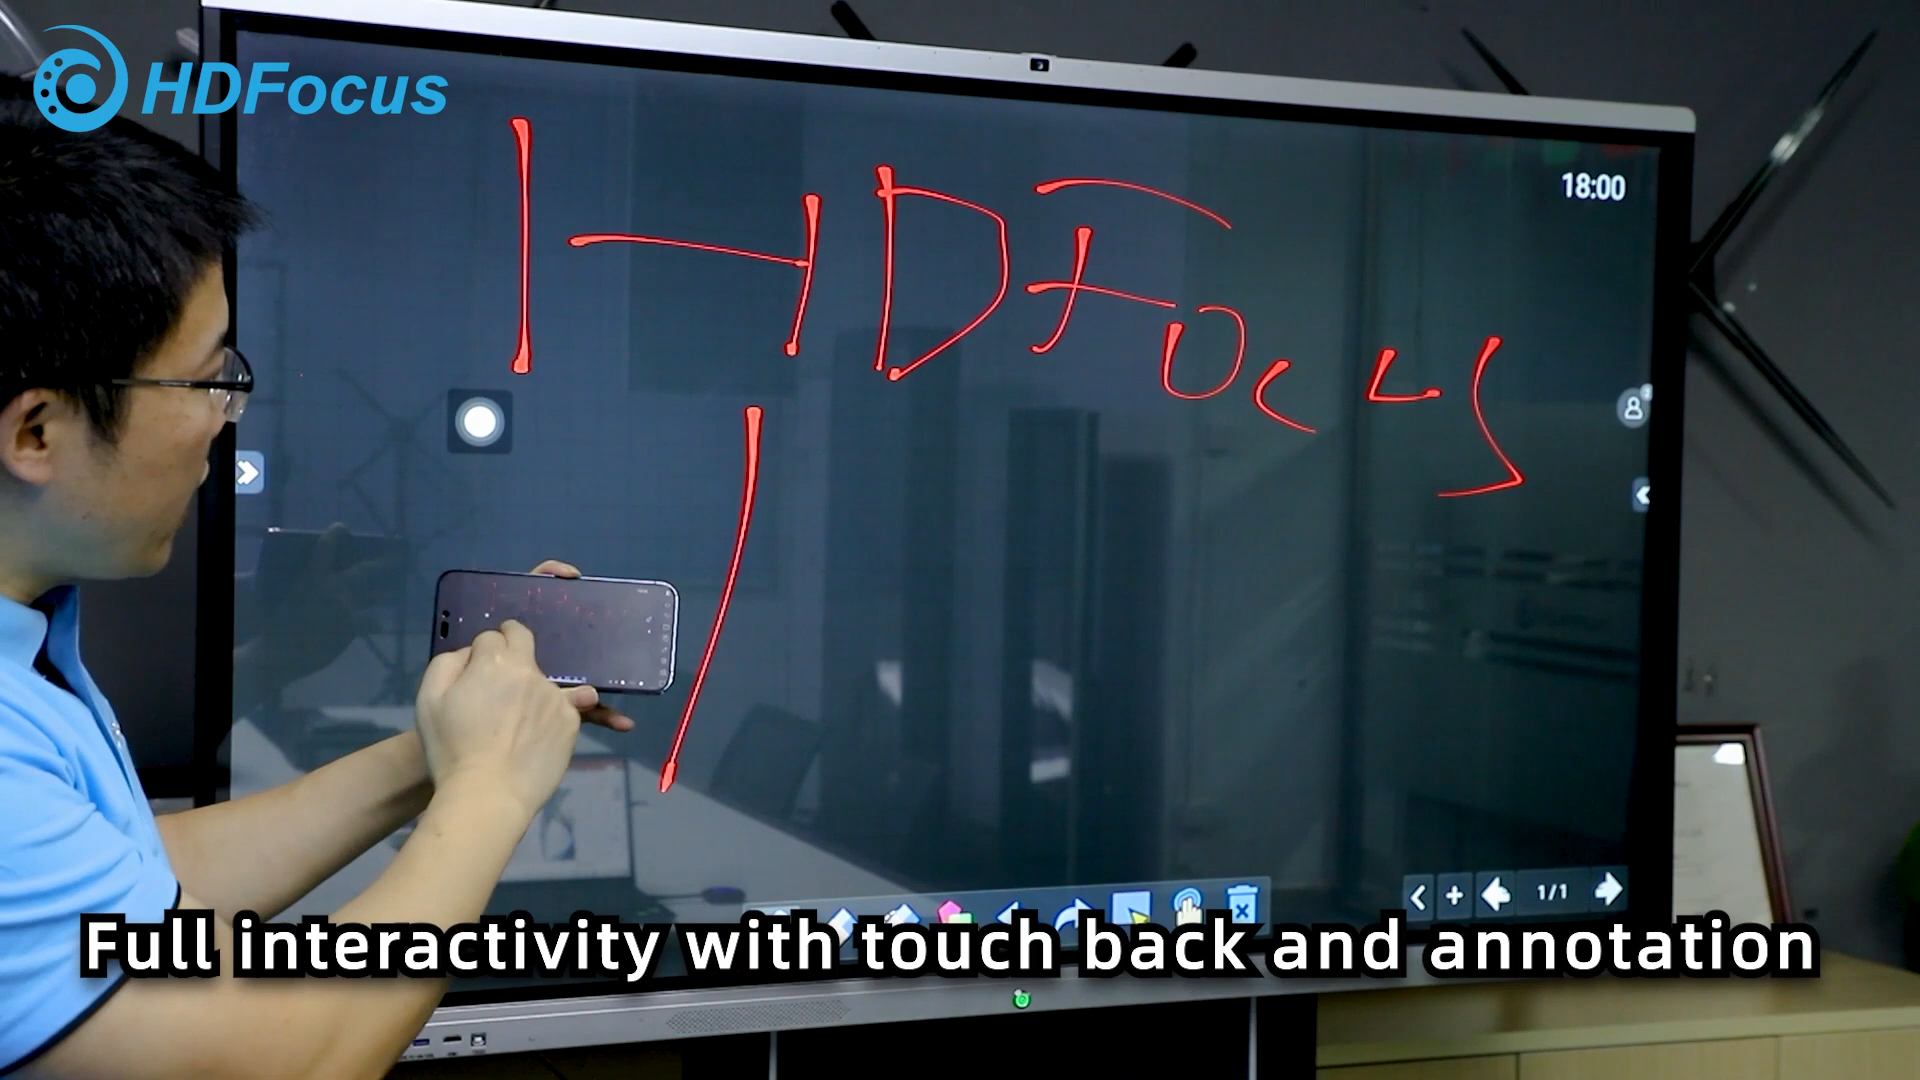 HDFocus
HDFocus
18:00
1/1
Full interactivity with touch back and annotation